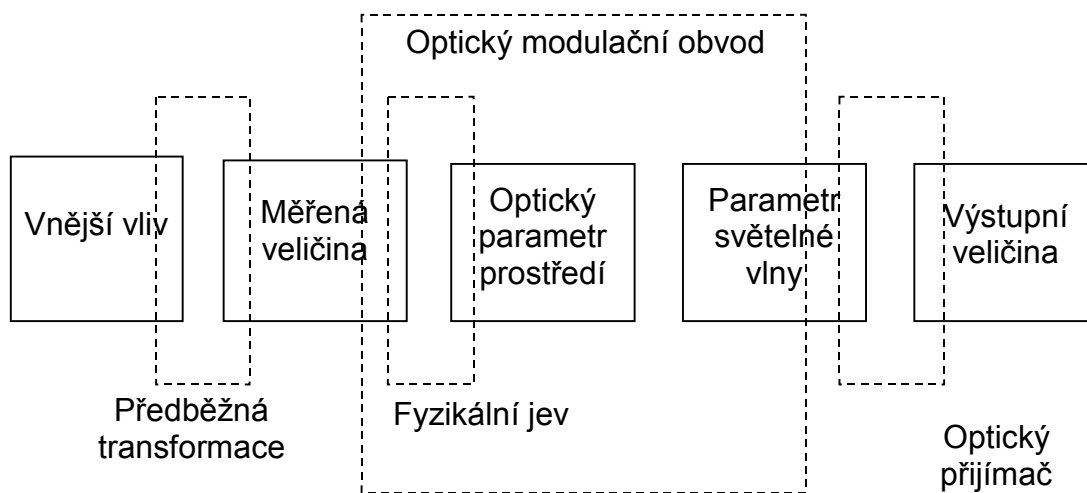 Optický modulační obvod
Vnější vliv
Měřená
veličina
Optický
parametr
prostředí
Parametr
světelné
vlny
Výstupní
veličina
Předběžná
transformace
Fyzikální jev
Optický
přijímač